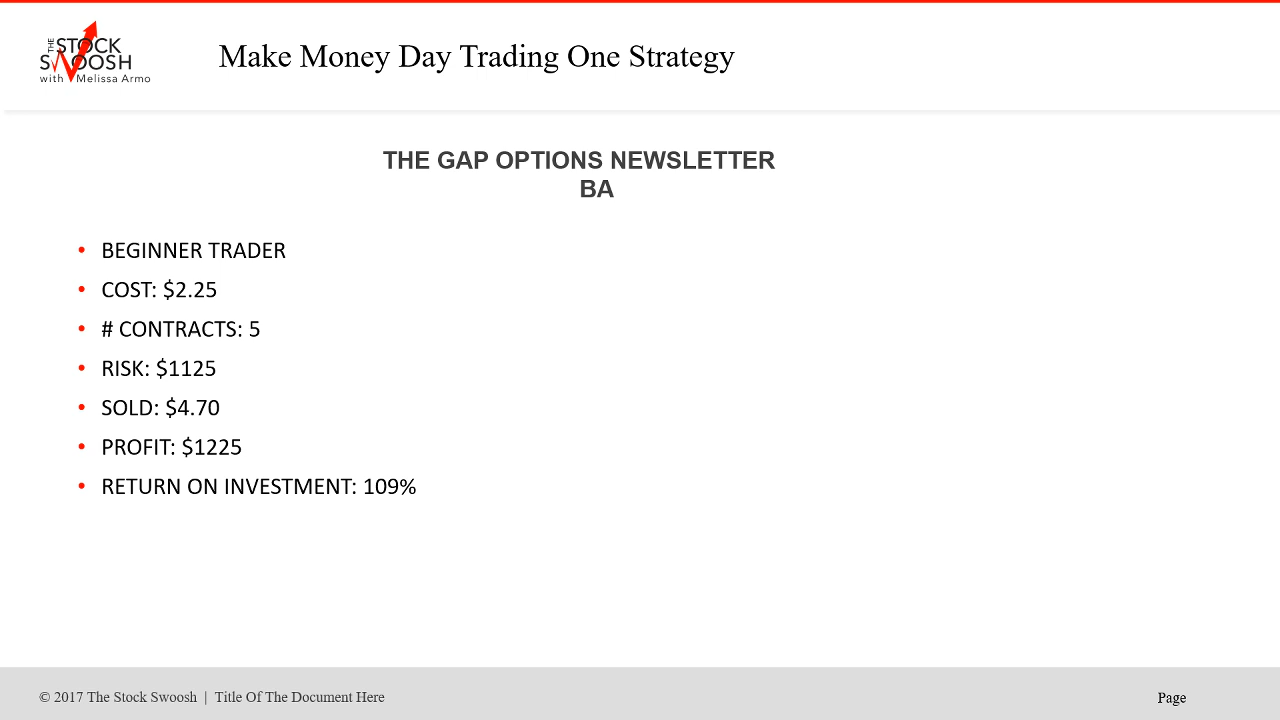 THE
STOCK
SWOOSH
with Melissa Armo
Make Money Day Trading One Strategy
THE GAP OPTIONS NEWSLETTER
BA
• BEGINNER TRADER
• COST: $2.25
• # CONTRACTS: 5
• RISK: $1125
• SOLD: $4.70
• PROFIT: $1225
• RETURN ON INVESTMENT: 109%
© 2017 The Stock Swoosh | Title Of The Document Here
Page